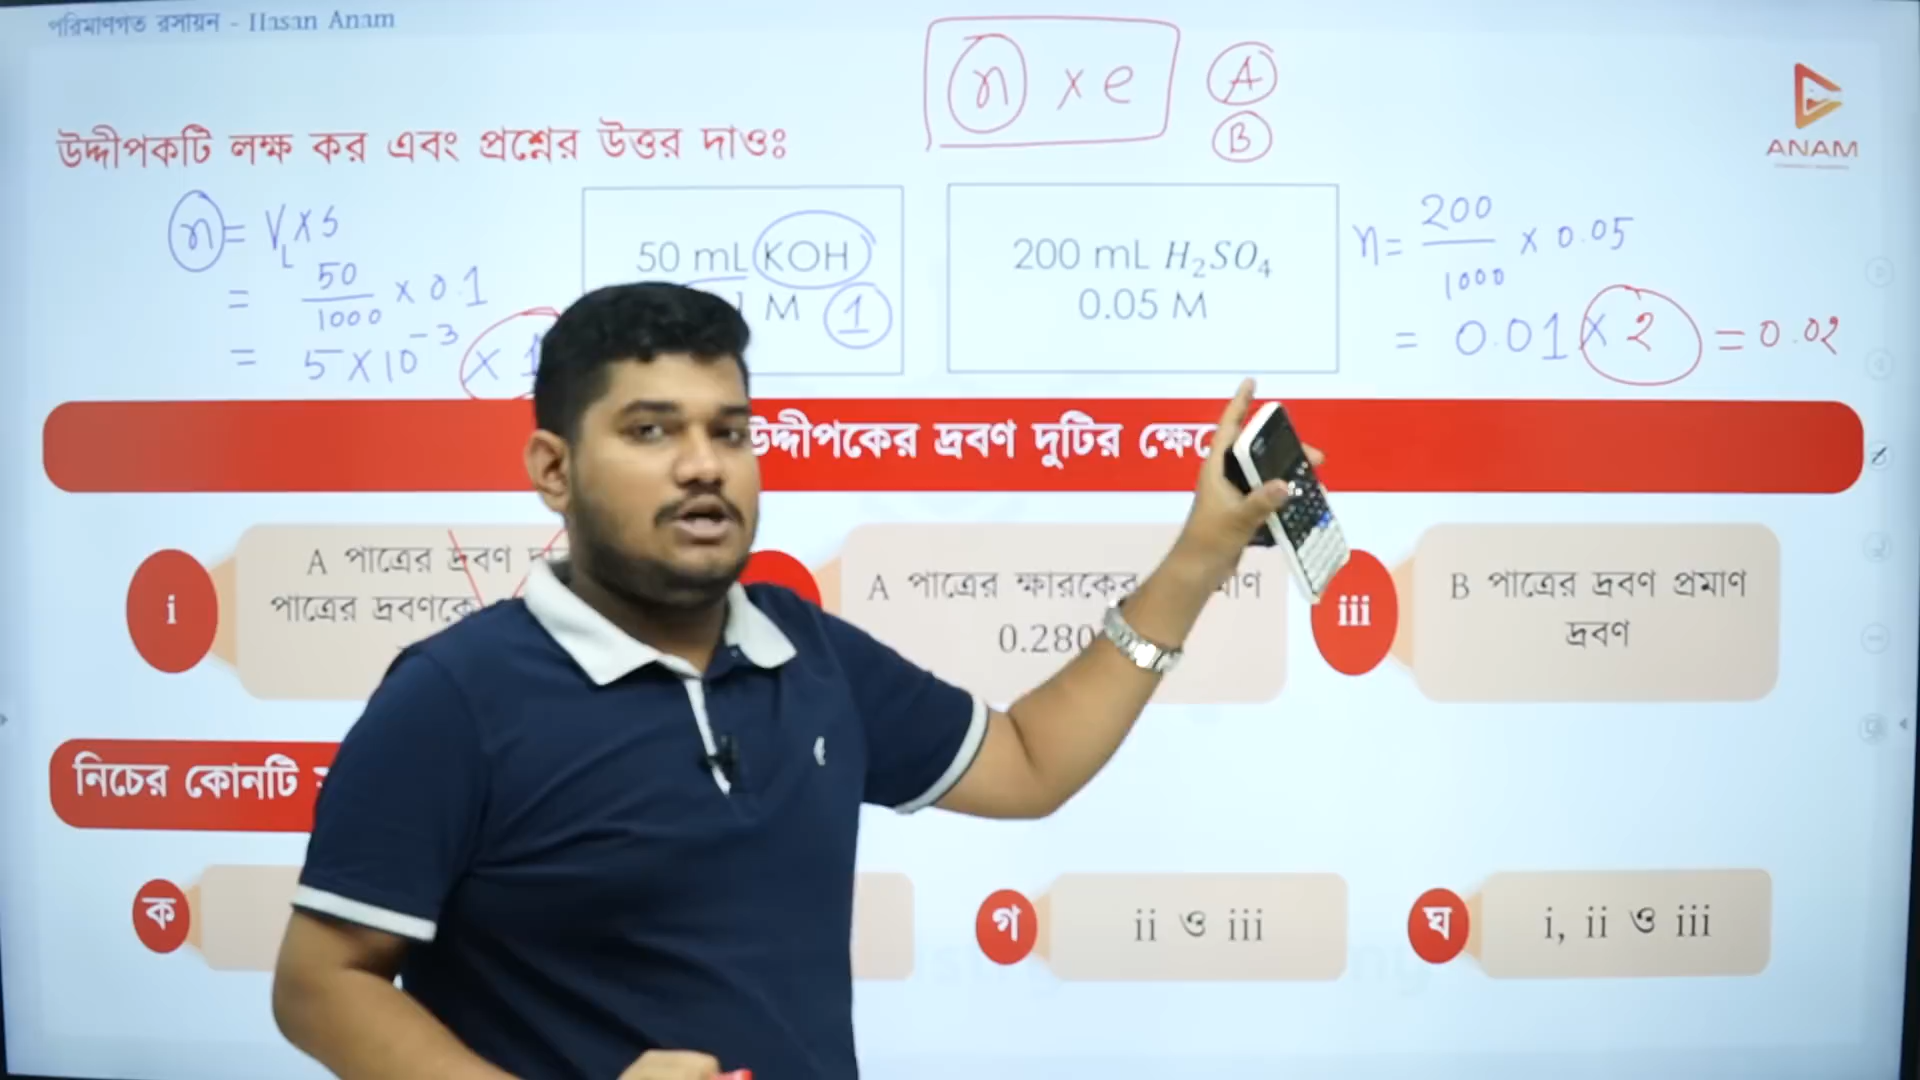 পরিমাণগত রসায়ন - Hasan Anam
n x e
A
B
ANAM
উদ্দীপকটি লক্ষ কর এবং প্রশ্নের উত্তর দাওঃ
n = V_L x S
= 50/1000 x 0.1
= 5 x 10^-3 x 1
50 mL KOH
M 1
200 mL H₂SO₄
0.05 M
n = 200/1000 x 0.05
= 0.01 x 2 = 0.02
উদ্দীপকের দ্রবণ দুটির
i
A পাত্রের দ্রবণ
পাত্রের দ্রবণকে
A পাত্রের ক্ষারকের
0.280
iii
B পাত্রের দ্রবণ প্রমাণ
দ্রবণ
নিচের কোনটি
ক
গ
ii ও iii
ঘ
i, ii ও iii